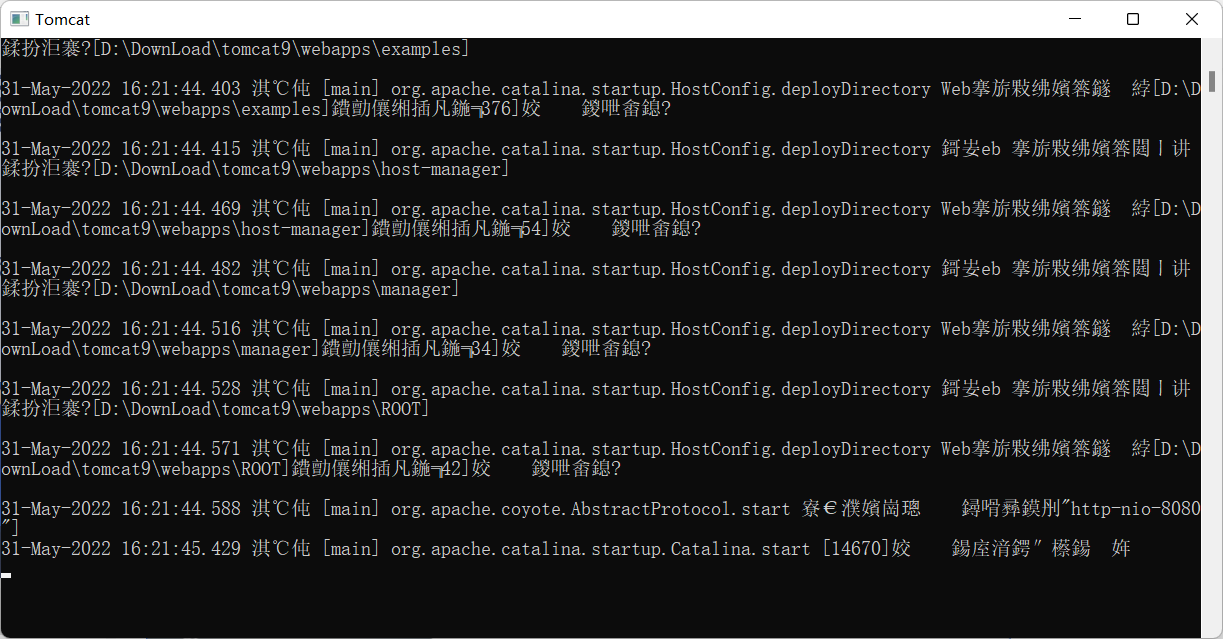 Tomcat
鍒扮洰褰?[D:\DownLoad\tomcat9\webapps\examples]
31-May-2022 16:21:44.403 淇℃伅 [main] org.apache.catalina.startup.HostConfig.deployDirectory Web搴旂敤绋嬪簭鐩 綍[D:\D
ownLoad\tomcat9\webapps\examples]鐨勯儴缃插凡鍦╗376]姣 鍐呭畬鎴?
31-May-2022 16:21:44.415 淇℃伅 [main] org.apache.catalina.startup.HostConfig.deployDirectory 鎶妛eb 搴旂敤绋嬪簭閮ㄧ讲
鍒扮洰褰?[D:\DownLoad\tomcat9\webapps\host-manager]
31-May-2022 16:21:44.469 淇℃伅 [main] org.apache.catalina.startup.HostConfig.deployDirectory Web搴旂敤绋嬪簭鐩 綍[D:\D
ownLoad\tomcat9\webapps\host-manager]鐨勯儴缃插凡鍦╗54]姣 鍐呭畬鎴?
31-May-2022 16:21:44.482 淇℃伅 [main] org.apache.catalina.startup.HostConfig.deployDirectory 鎶妛eb 搴旂敤绋嬪簭閮ㄧ讲
鍒扮洰褰?[D:\DownLoad\tomcat9\webapps\manager]
31-May-2022 16:21:44.516 淇℃伅 [main] org.apache.catalina.startup.HostConfig.deployDirectory Web搴旂敤绋嬪簭鐩 綍[D:\D
ownLoad\tomcat9\webapps\manager]鐨勯儴缃插凡鍦╗34]姣 鍐呭畬鎴?
31-May-2022 16:21:44.528 淇℃伅 [main] org.apache.catalina.startup.HostConfig.deployDirectory 鎶妛eb 搴旂敤绋嬪簭閮ㄧ讲
鍒扮洰褰?[D:\DownLoad\tomcat9\webapps\ROOT]
31-May-2022 16:21:44.571 淇℃伅 [main] org.apache.catalina.startup.HostConfig.deployDirectory Web搴旂敤绋嬪簭鐩 綍[D:\D
ownLoad\tomcat9\webapps\ROOT]鐨勯儴缃插凡鍦╗42]姣 鍐呭畬鎴?
31-May-2022 16:21:44.588 淇℃伅 [main] org.apache.coyote.AbstractProtocol.start 寮€濮嬪崗璁 鐞嗗彞鏌刐"http-nio-8080
"]
31-May-2022 16:21:45.429 淇℃伅 [main] org.apache.catalina.startup.Catalina.start [14670]姣 鍚庢湇鍔″櫒鍚 姩